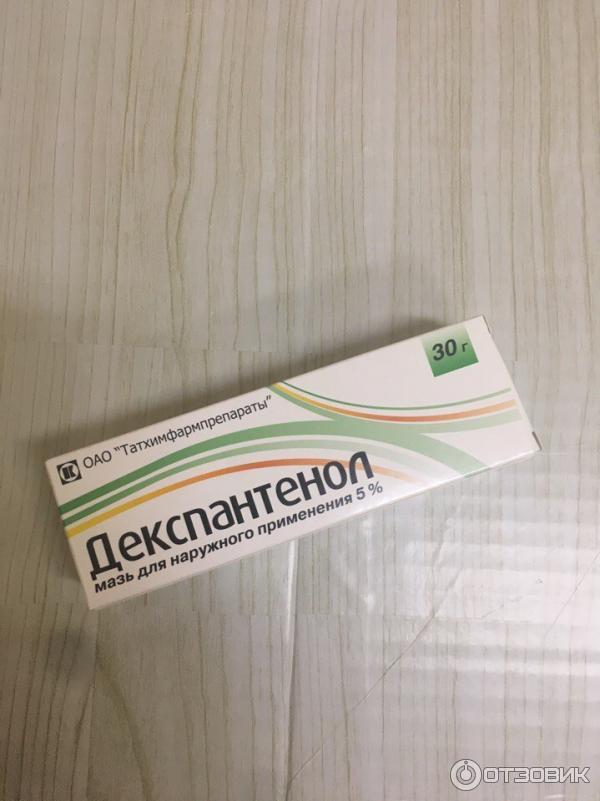 30 г
ОАО "Татхимфармпрепараты"
Декспантенол
мазь для наружного применения 5 %
ОТЗОВИК